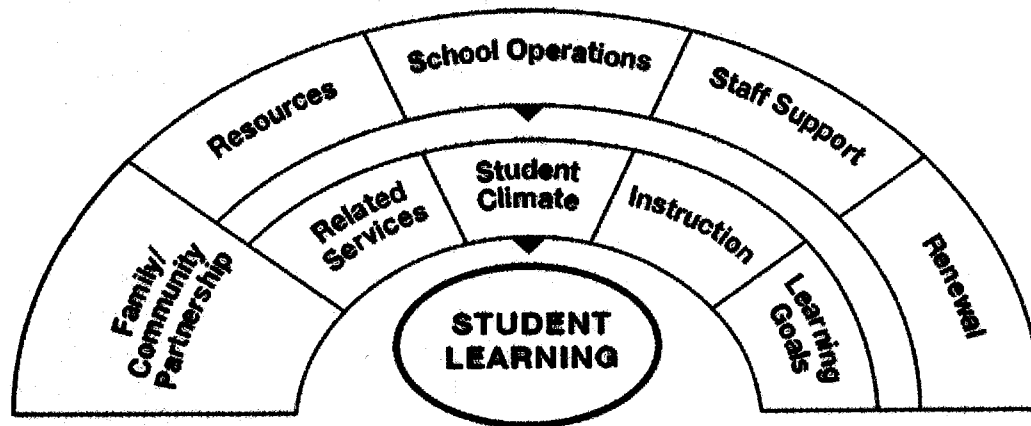 School Operations
Resources
Staff Support
Student
Climate
Related
Services
Instruction
Family/
Community
Partnership
Learning
Goals
Renewal
STUDENT
LEARNING